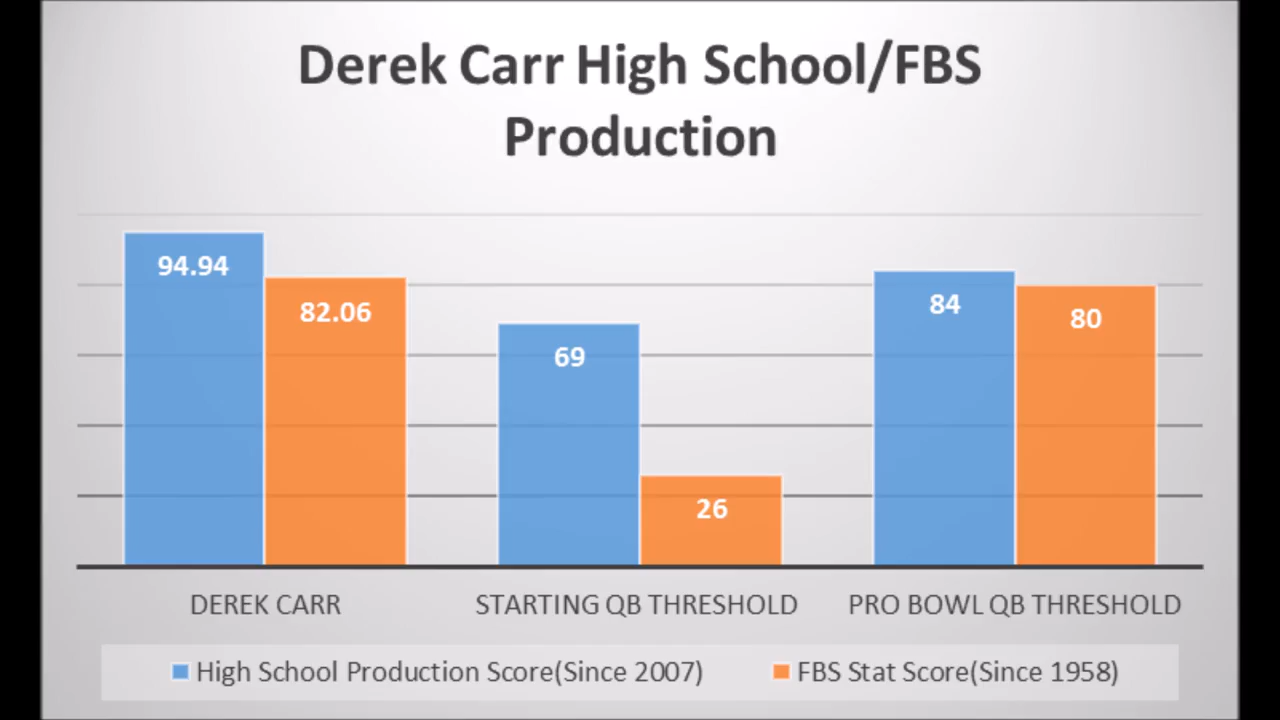 Derek Carr High School/FBS
Production
94.94
82.06
69
26
84
80
DEREK CARR
STARTING QB THRESHOLD
PRO BOWL QB THRESHOLD
High School Production Score(Since 2007)
FBS Stat Score(Since 1958)